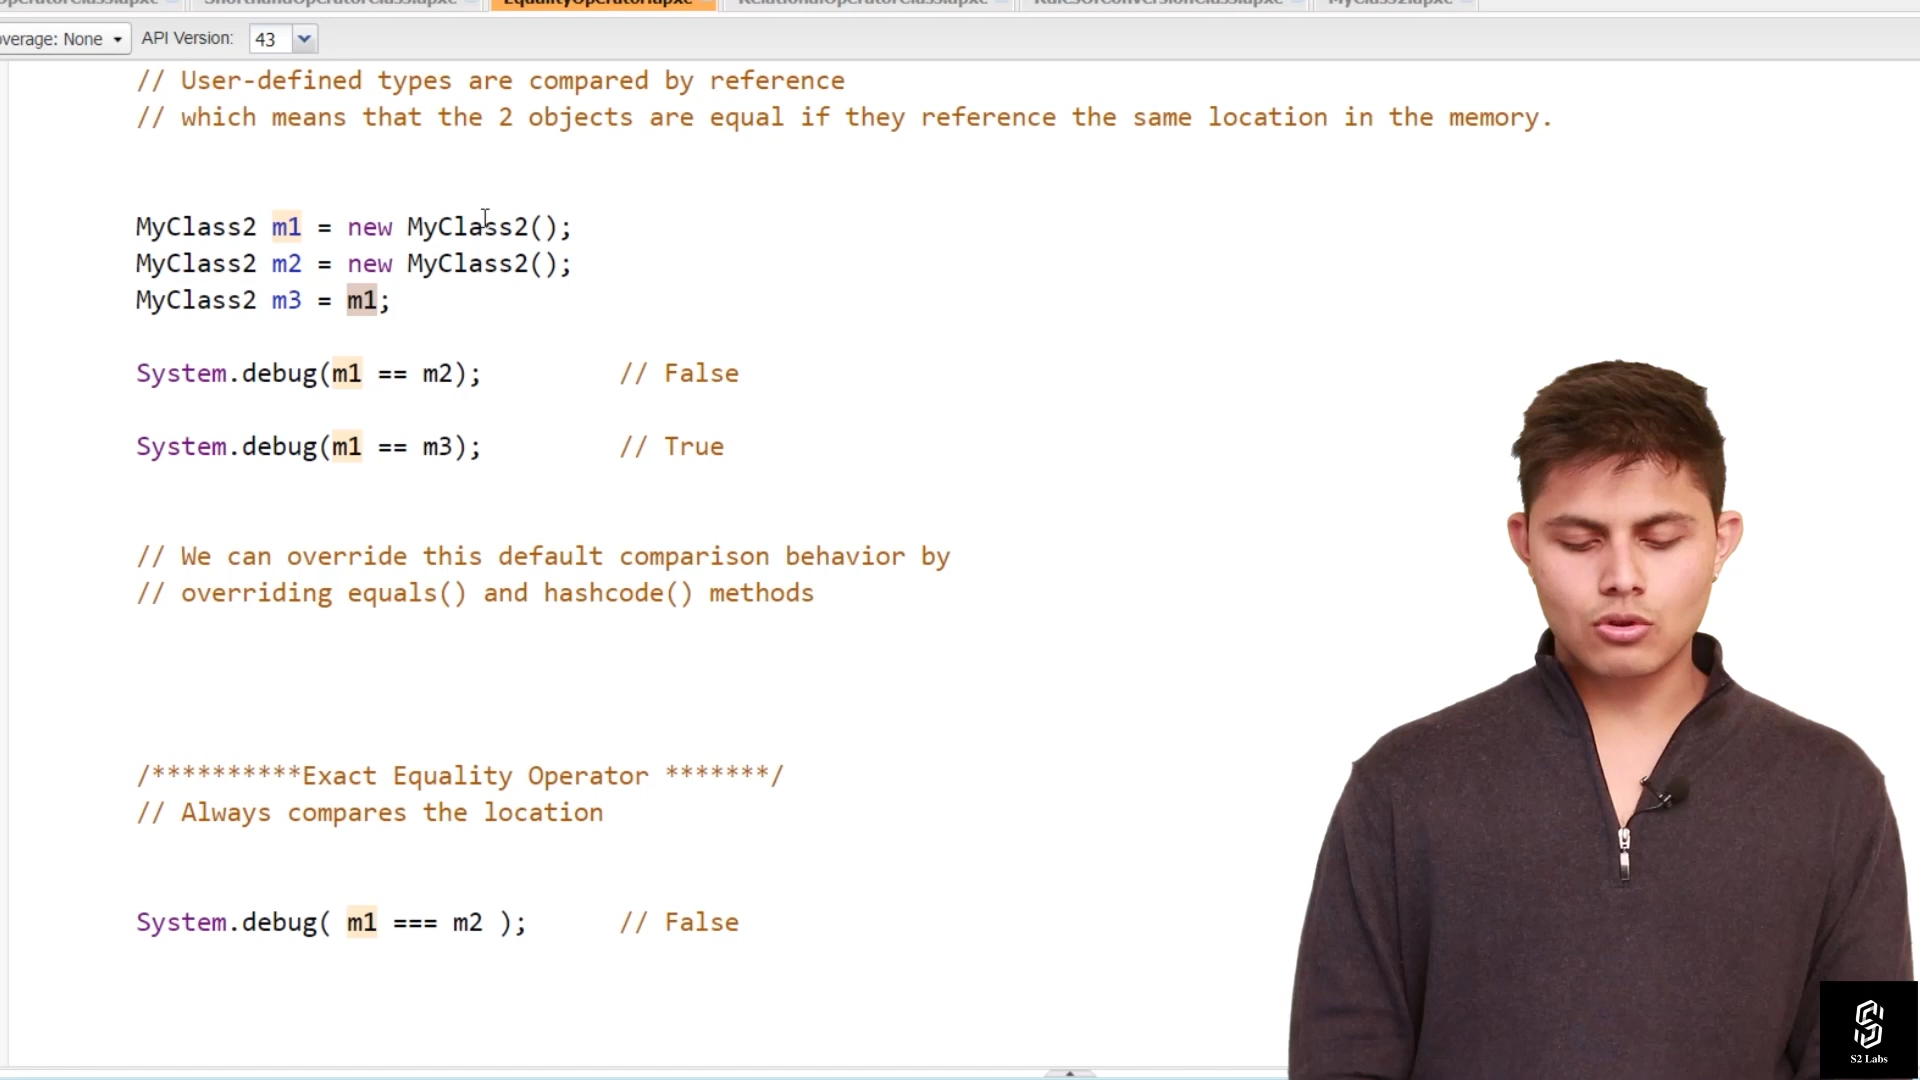 EqualityOperator1.apxc
overage: None
API Version: 43
// User-defined types are compared by reference
// which means that the 2 objects are equal if they reference the same location in the memory.
MyClass2 m1 = new MyClass2();
MyClass2 m2 = new MyClass2();
MyClass2 m3 = m1;
System.debug(m1 == m2); // False
System.debug(m1 == m3); // True
// We can override this default comparison behavior by
// overriding equals() and hashcode() methods
/**********Exact Equality Operator *******/
// Always compares the location
System.debug( m1 === m2 ); // False
S2 Labs